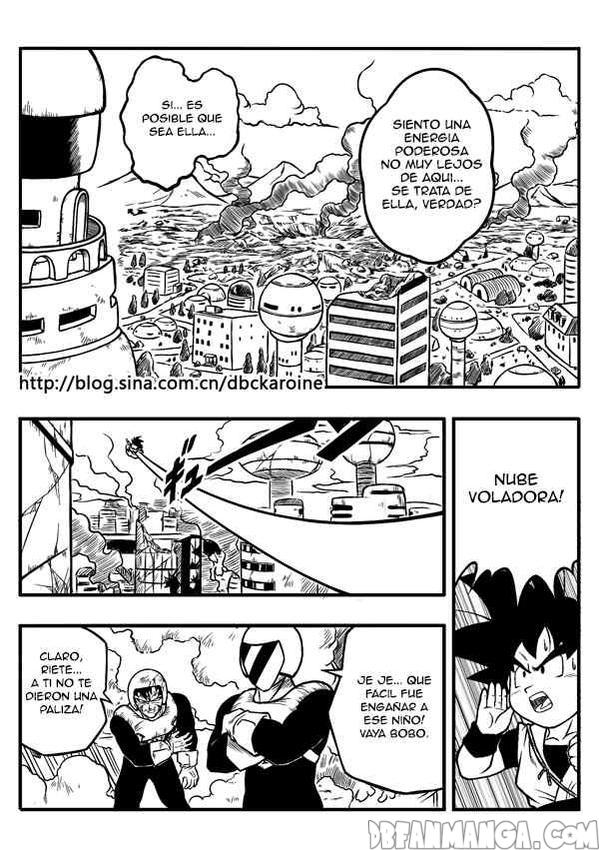 SI... ES
POSIBLE QUE
SEA ELLA...
SIENTO UNA
ENERGIA
PODEROSA
NO MUY LEJOS
DE AQUI...
SE TRATA DE
ELLA, VERDAD?
http://blog.sina.com.cn/dbckaroine
ギュ
NUBE
VOLADORA!
CLARO,
RIETE...
A TI NO TE
DIERON UNA
PALIZA!
JE JE... QUE
FACIL FUE
ENGAÑAR A
ESE NIÑO!
VAYA BOBO.
DBFANMANGA.COM